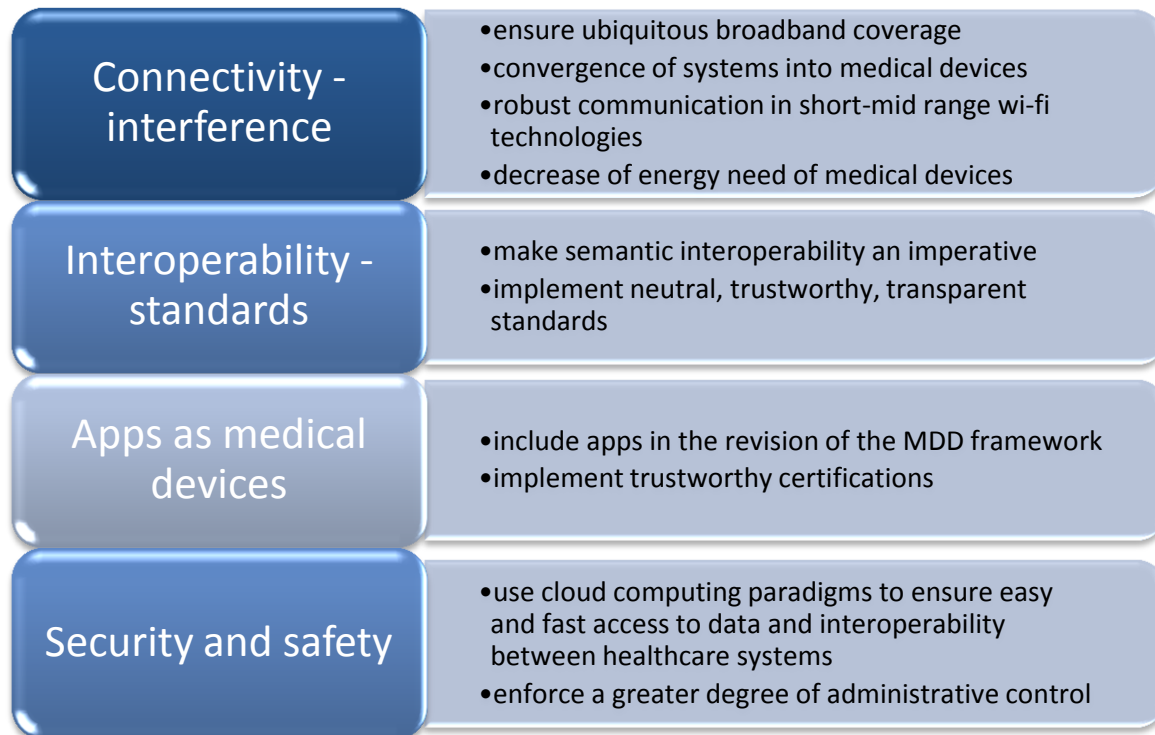 Connectivity -
interference
•ensure ubiquitous broadband coverage
•convergence of systems into medical devices
•robust communication in short-mid range wi-fi
technologies
•decrease of energy need of medical devices
Interoperability -
standards
•make semantic interoperability an imperative
•implement neutral, trustworthy, transparent
standards
Apps as medical
devices
•include apps in the revision of the MDD framework
•implement trustworthy certifications
Security and safety
•use cloud computing paradigms to ensure easy
and fast access to data and interoperability
between healthcare systems
•enforce a greater degree of administrative control